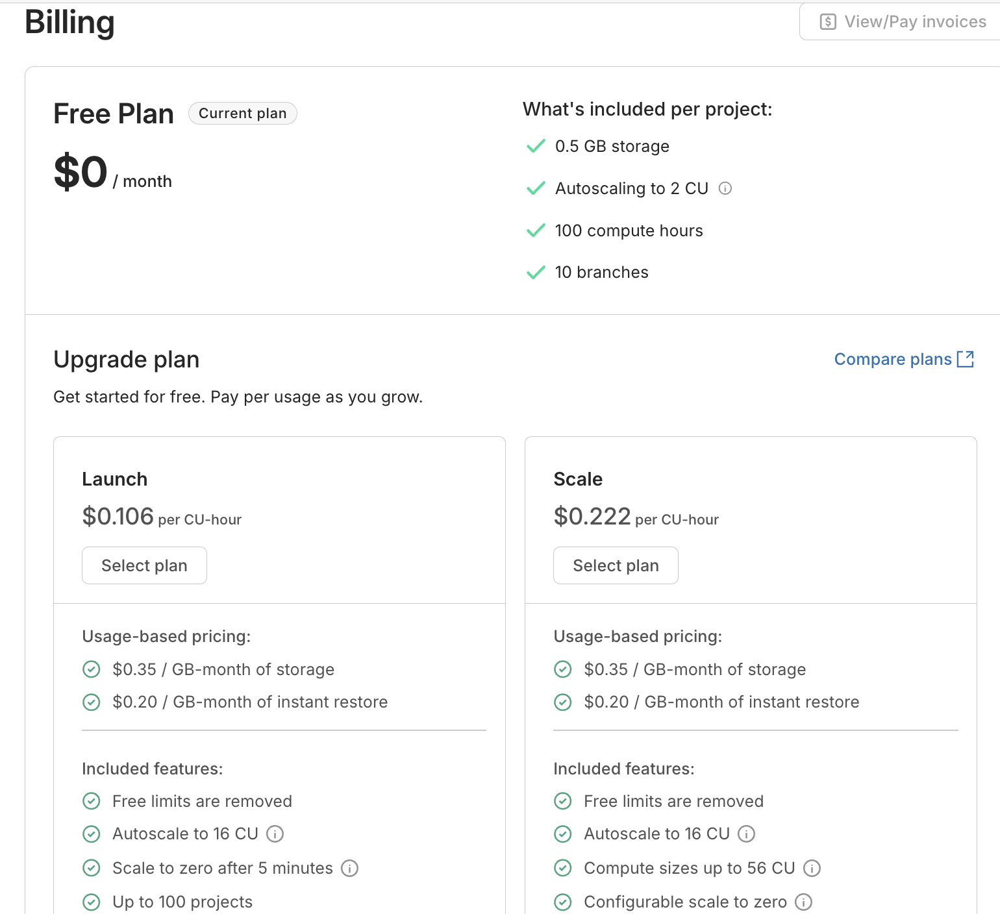 Billing
View/Pay invoices
Free Plan
Current plan
$0 / month
What's included per project:
0.5 GB storage
Autoscaling to 2 CU
100 compute hours
10 branches
Upgrade plan
Compare plans
Get started for free. Pay per usage as you grow.
Launch
$0.106 per CU-hour
Select plan
Usage-based pricing:
$0.35 / GB-month of storage
$0.20 / GB-month of instant restore
Included features:
Free limits are removed
Autoscale to 16 CU
Scale to zero after 5 minutes
Up to 100 projects
Scale
$0.222 per CU-hour
Select plan
Usage-based pricing:
$0.35 / GB-month of storage
$0.20 / GB-month of instant restore
Included features:
Free limits are removed
Autoscale to 16 CU
Compute sizes up to 56 CU
Configurable scale to zero